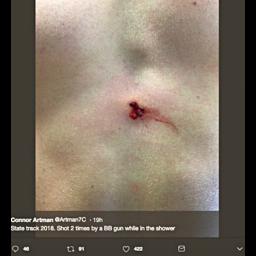 Connor Artman @Artman7C · 19h
State track 2018. Shot 2 times by a BB gun while in the shower
46 91 422